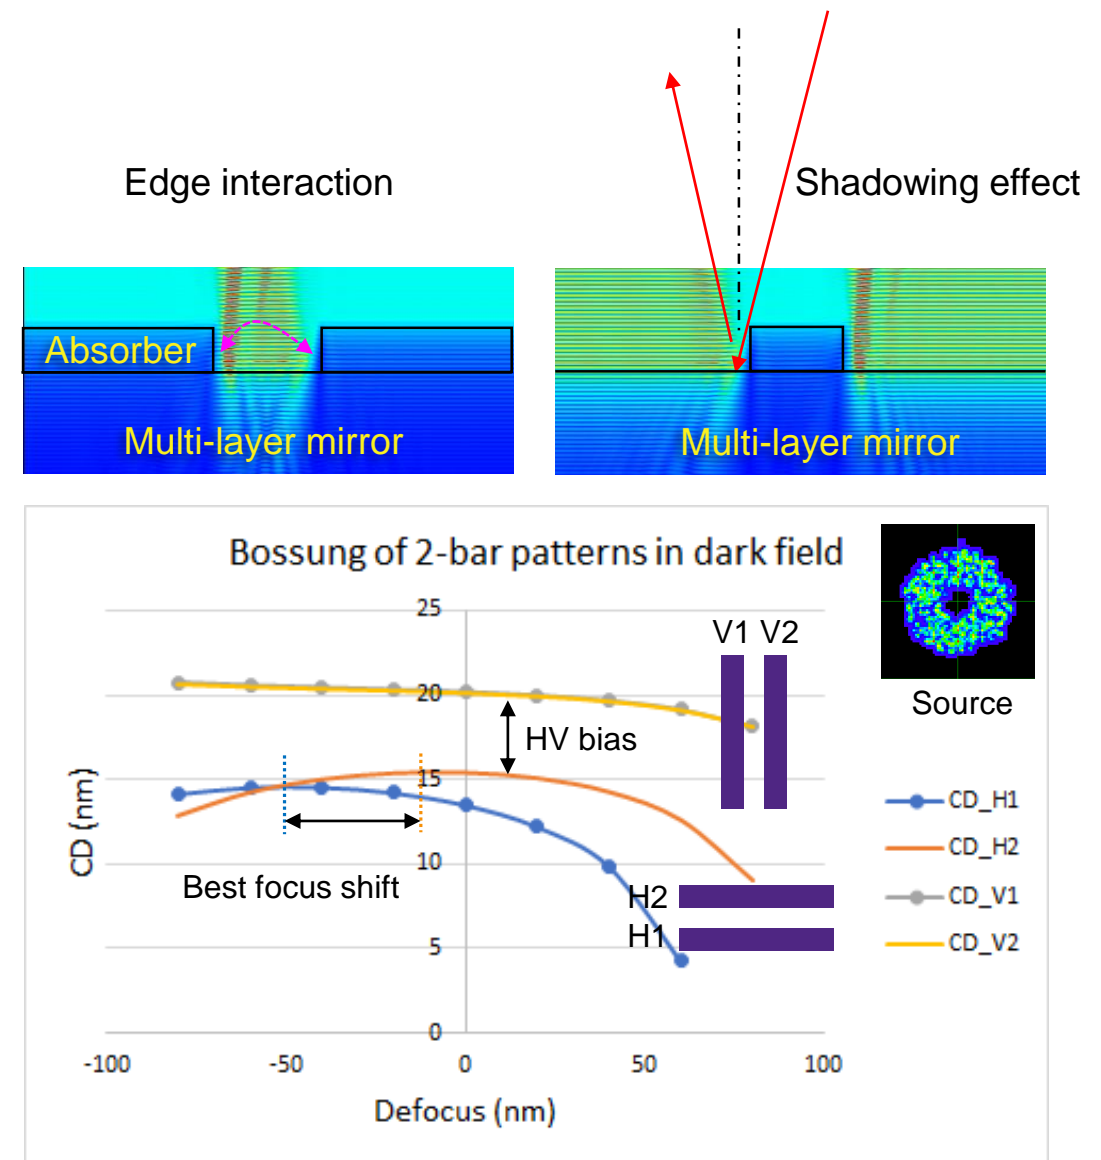 Edge interaction
Shadowing effect
Absorber
Multi-layer mirror
Multi-layer mirror
Bossung of 2-bar patterns in dark field
Source
25
20
15
10
5
0
-100
-50
0
50
100
CD (nm)
Defocus (nm)
V1 V2
HV bias
Best focus shift
H2
H1
CD_H1
CD_H2
CD_V1
CD_V2